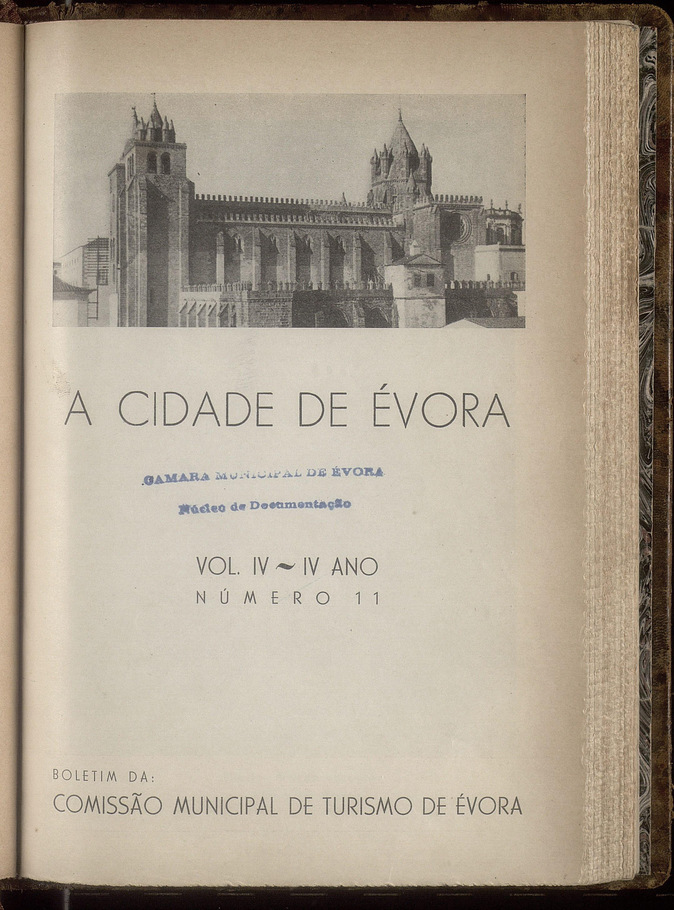 A CIDADE DE ÉVORA
CAMARA MUNICIPAL DE ÉVORA
Núcleo de Documentação
VOL. IV ~ IV ANO
NÚMERO 11
BOLETIM DA:
COMISSÃO MUNICIPAL DE TURISMO DE ÉVORA